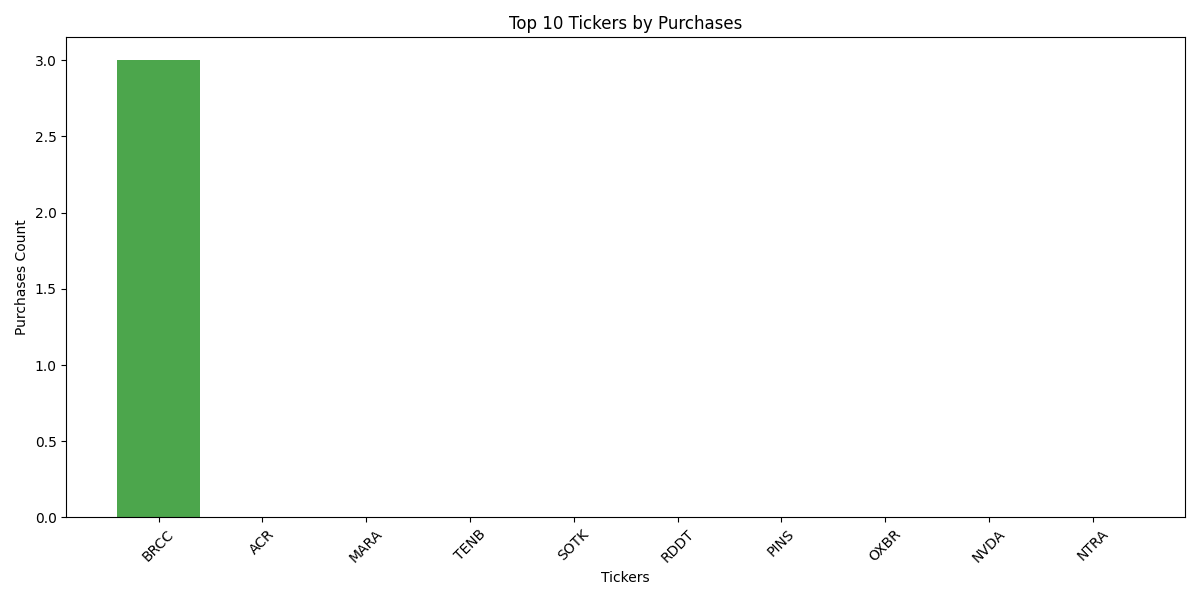 Top 10 Tickers by Purchases
Purchases Count
3.0
2.5
2.0
1.5
1.0
0.5
0.0
BRCC ACR MARA TENB SOTK RDDT PINS OXBR NVDA NTRA
Tickers